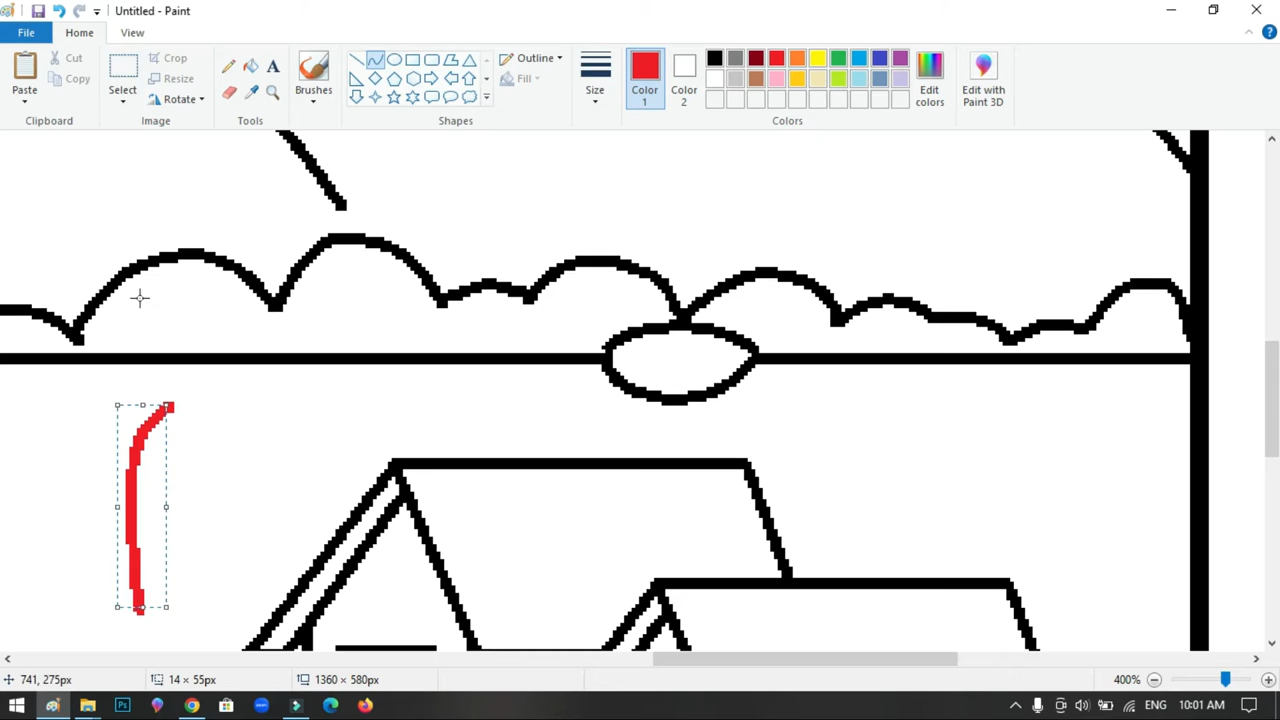 Untitled - Paint
File
Home
View
Paste
Cut
Copy
Clipboard
Select
Crop
Resize
Rotate
Image
Tools
Brushes
Shapes
Outline
Fill
Size
Color
1
Color
2
Edit
colors
Colors
Edit with
Paint 3D
741, 275px
14 × 55px
1360 × 580px
400%
Ps
ENG
10:01 AM